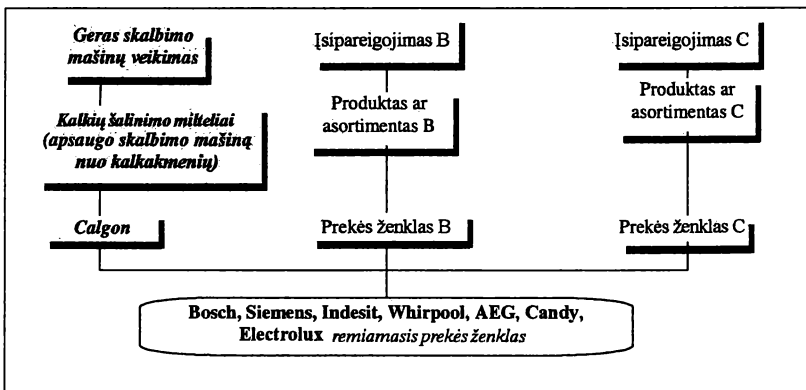 Geras skalbimo
mašinų veikimas
Kalkių šalinimo milteliai
(apsaugo skalbimo mašiną
nuo kalkakmenių)
Calgon
Įsipareigojimas B
Produktas ar
asortimentas B
Prekės ženklas B
Įsipareigojimas C
Produktas ar
asortimentas C
Prekės ženklas C
Bosch, Siemens, Indesit, Whirpool, AEG, Candy,
Electrolux remiamasis prekės ženklas